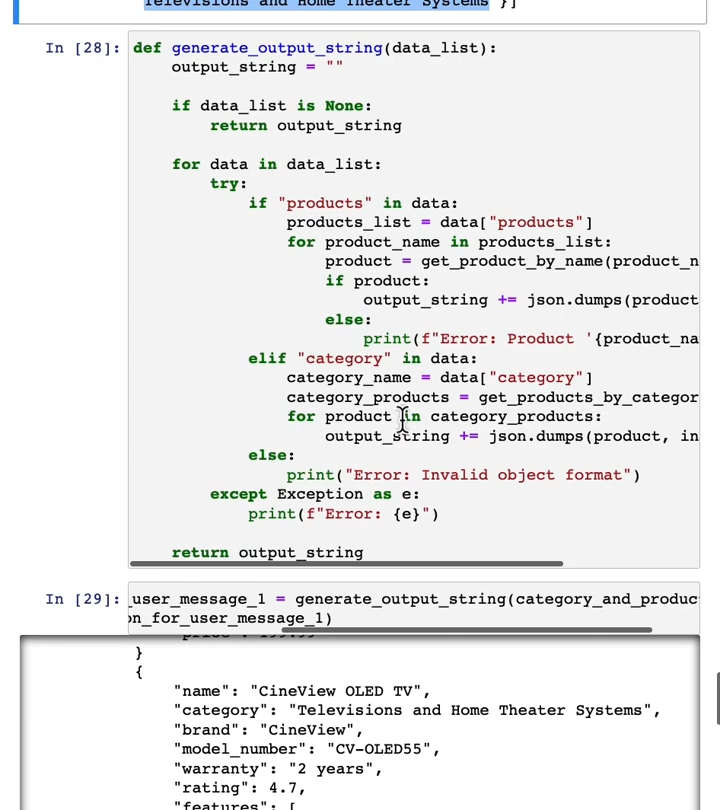 Televisions and Home Theater Systems'}]
In [28]:
def generate_output_string(data_list):
    output_string = ""

    if data_list is None:
        return output_string

    for data in data_list:
        try:
            if "products" in data:
                products_list = data["products"]
                for product_name in products_list:
                    product = get_product_by_name(product_n
                    if product:
                        output_string += json.dumps(product
                    else:
                        print(f"Error: Product '{product_na
            elif "category" in data:
                category_name = data["category"]
                category_products = get_products_by_categor
                for product in category_products:
                    output_string += json.dumps(product, in
            else:
                print("Error: Invalid object format")
        except Exception as e:
            print(f"Error: {e}")

    return output_string
In [29]:
_user_message_1 = generate_output_string(category_and_produc
on_for_user_message_1)
}
{
    "name": "CineView OLED TV",
    "category": "Televisions and Home Theater Systems",
    "brand": "CineView",
    "model_number": "CV-OLED55",
    "warranty": "2 years",
    "rating": 4.7,
    "features": [